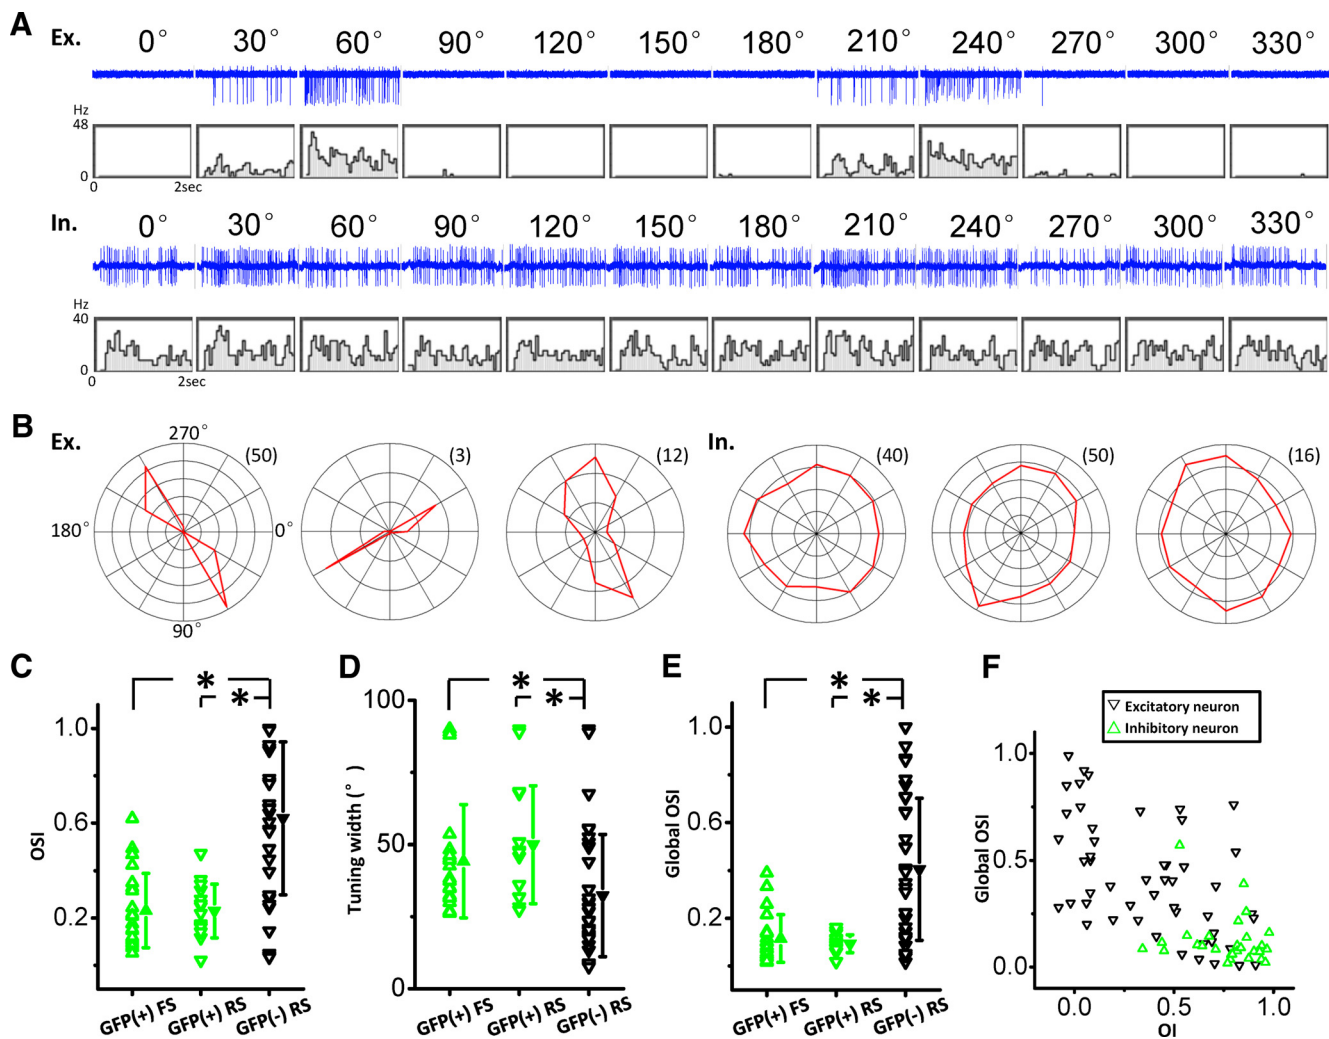 A
Ex. 0° 30° 60° 90° 120° 150° 180° 210° 240° 270° 300° 330°
Hz
48
0
0 2sec
In. 0° 30° 60° 90° 120° 150° 180° 210° 240° 270° 300° 330°
Hz
40
0
0 2sec
B
Ex. 270° (50) (3) (12) In. (40) (50) (16)
180° 0°
90°
C
* *
OSI
1.0
0.6
0.2
GFP(+) FS GFP(+) RS GFP(-) RS
D
* *
Tuning width (°)
100
50
0
GFP(+) FS GFP(+) RS GFP(-) RS
E
* *
Global OSI
1.0
0.6
0.2
GFP(+) FS GFP(+) RS GFP(-) RS
F
Excitatory neuron
Inhibitory neuron
Global OSI
1.0
0.5
0.0
0.0 0.5 1.0
OI